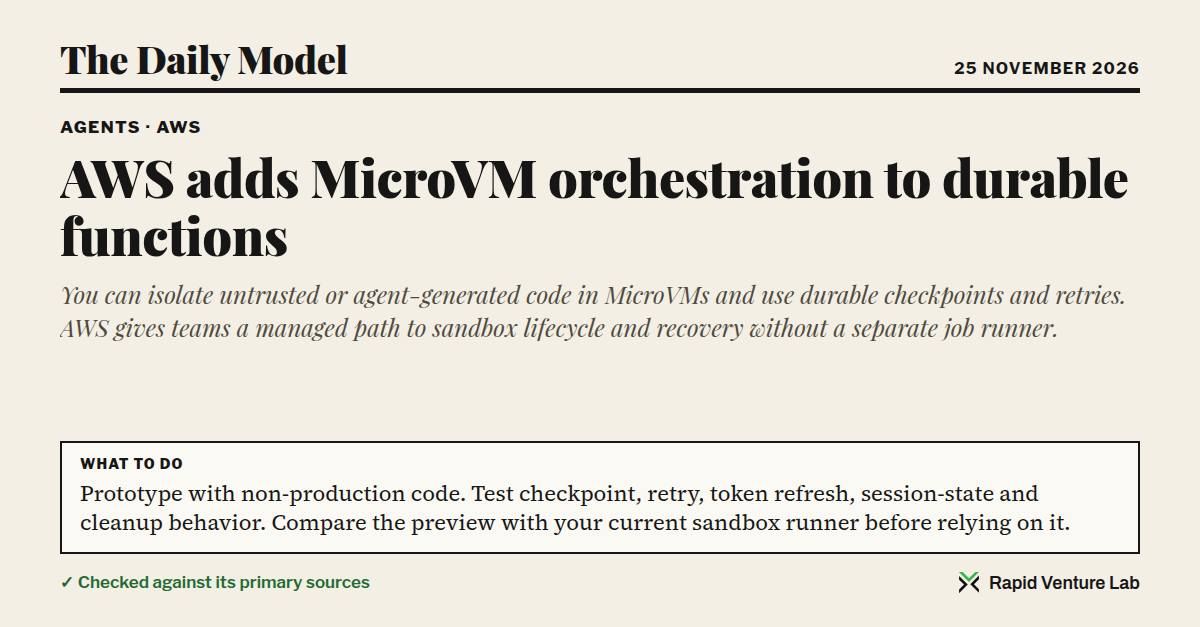 The Daily Model
25 NOVEMBER 2026
AGENTS · AWS
AWS adds MicroVM orchestration to durable
functions
You can isolate untrusted or agent-generated code in MicroVMs and use durable checkpoints and retries.
AWS gives teams a managed path to sandbox lifecycle and recovery without a separate job runner.
WHAT TO DO
Prototype with non-production code. Test checkpoint, retry, token refresh, session-state and
cleanup behavior. Compare the preview with your current sandbox runner before relying on it.
✓ Checked against its primary sources
Rapid Venture Lab